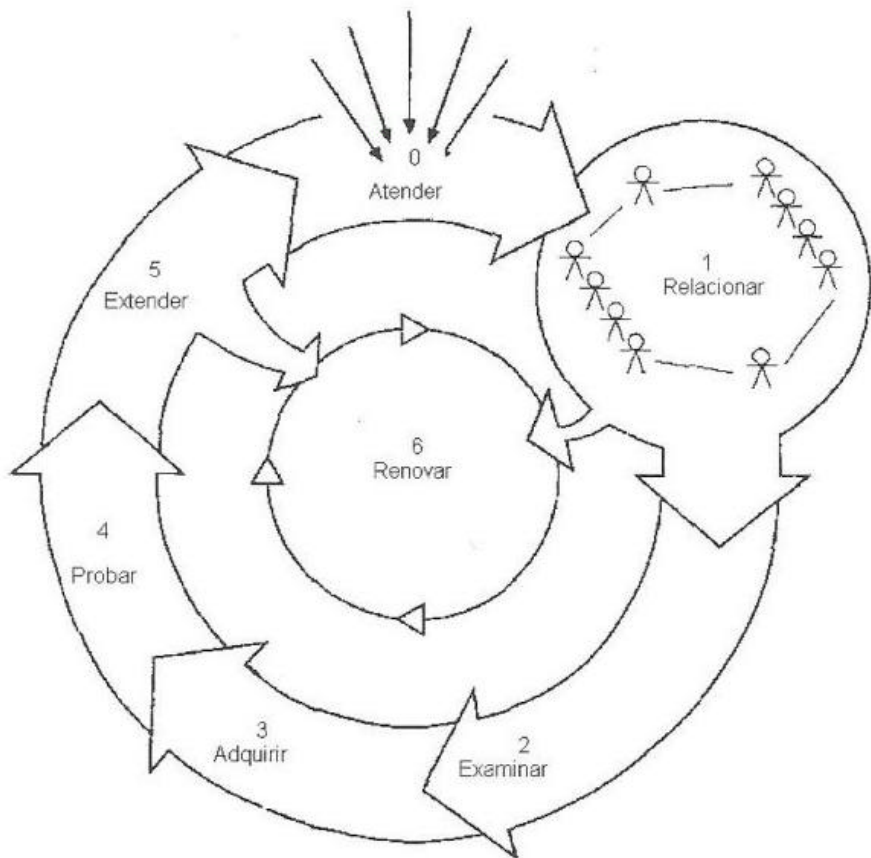 0
Atender
1
Relacionar
2
Examinar
3
Adquirir
4
Probar
5
Extender
6
Renovar